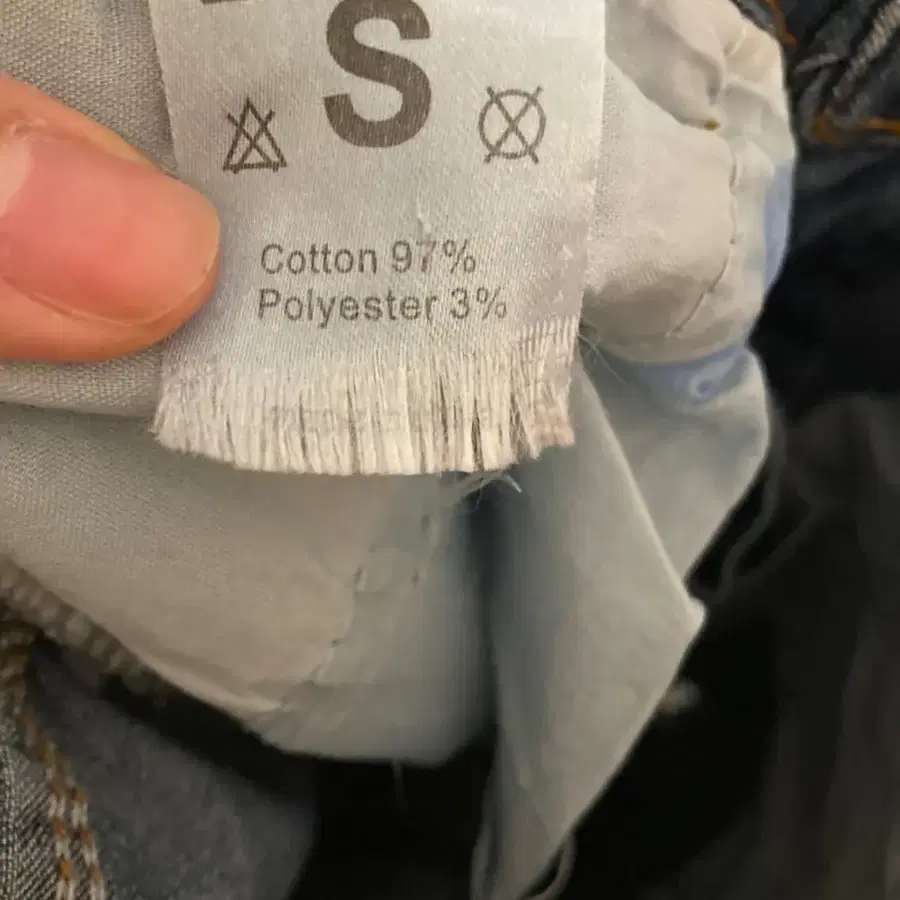 S
Cotton 97%
Polyester 3%